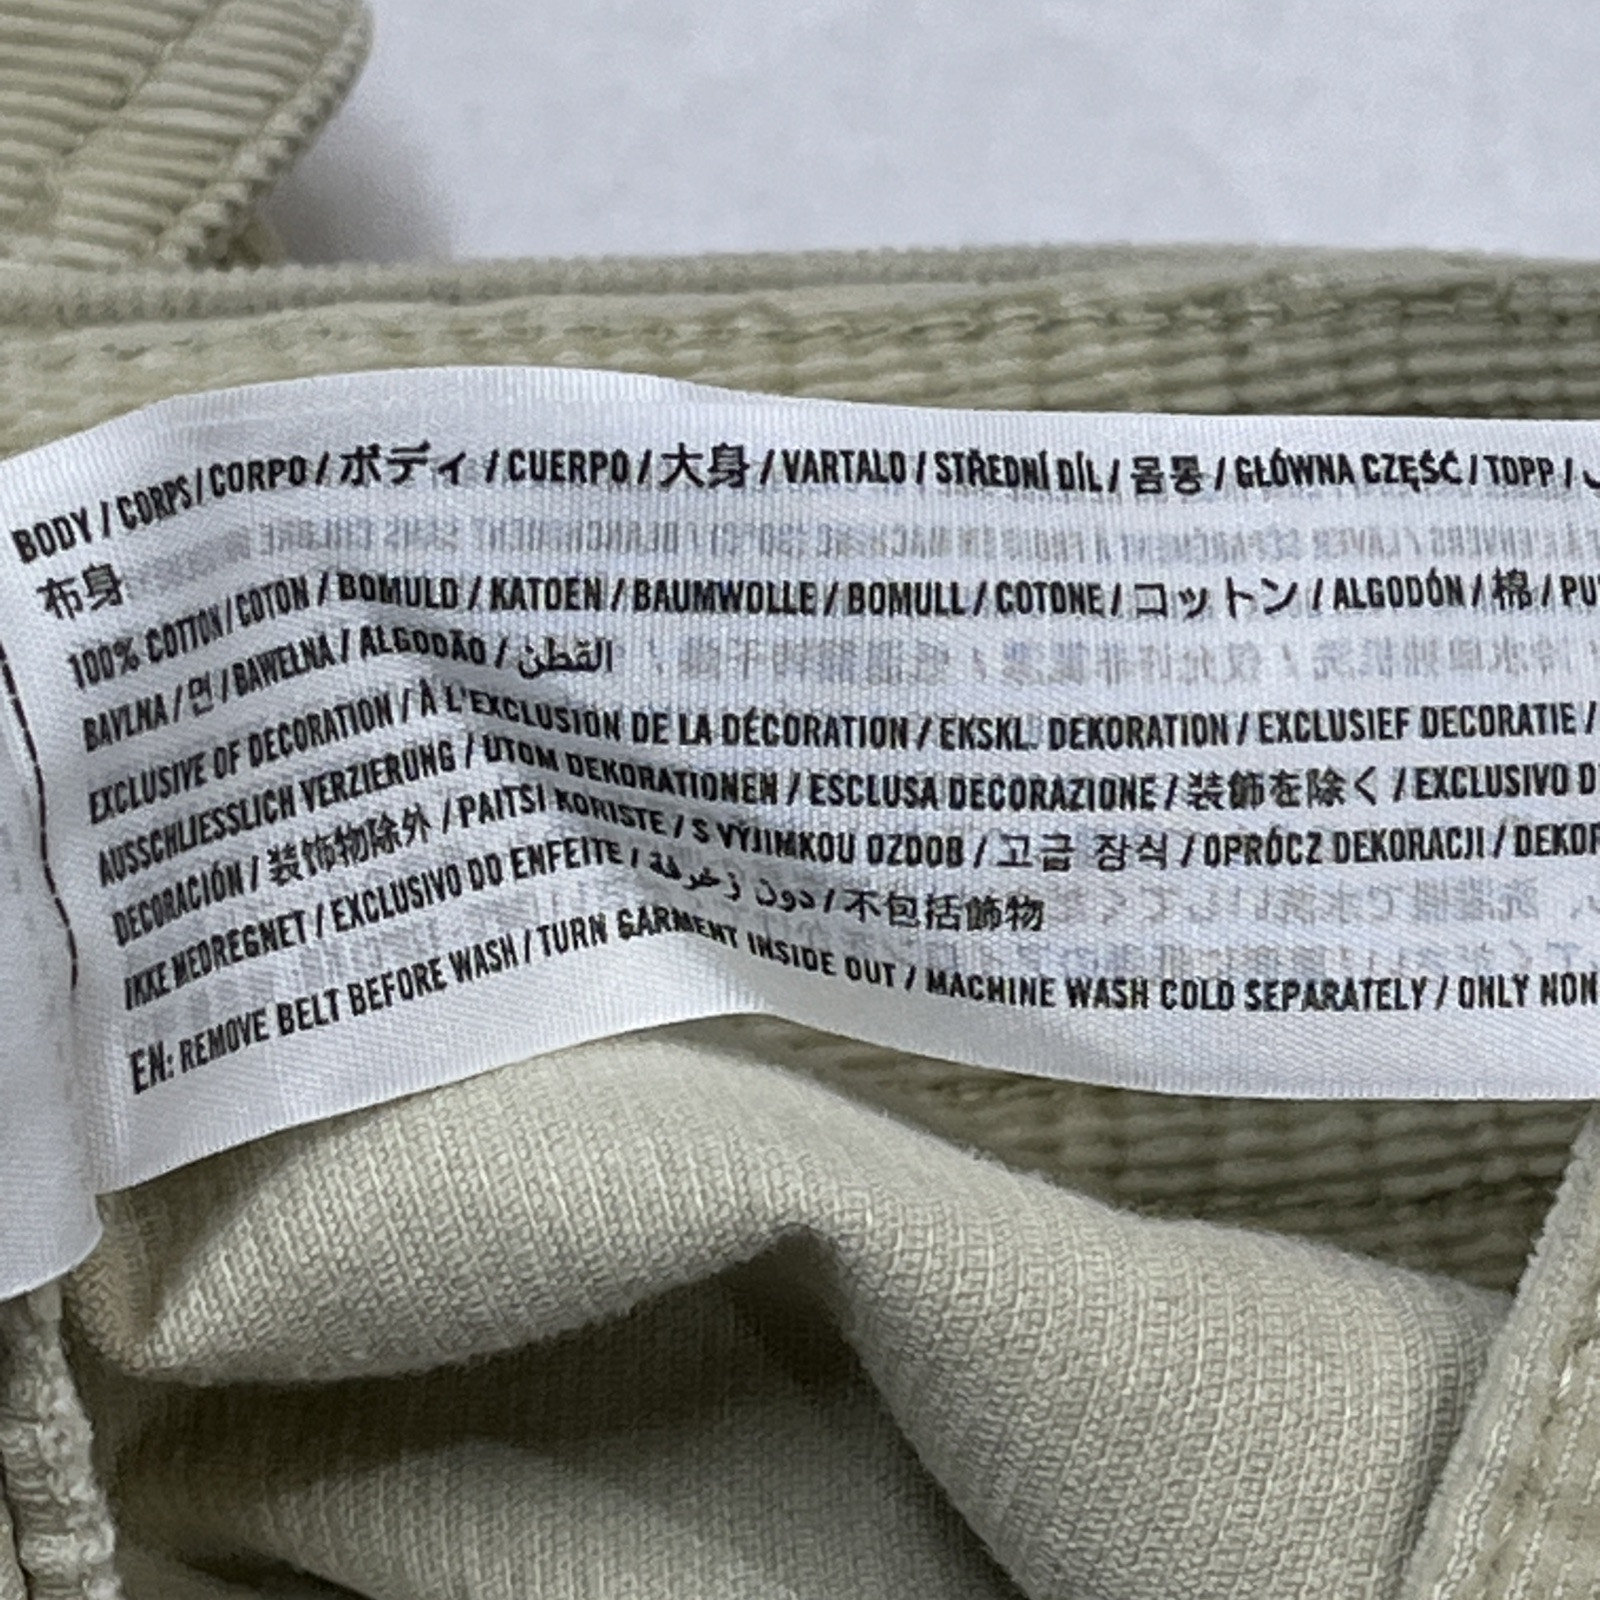 BODY / CORPS / CORPO / ボディ / CUERPO / 大身 / VARTALO / STŘEDNÍ DÍL / 몸통 / GŁÓWNA CZĘŚĆ / TOPP /
布身
100% COTTON / COTON / BOMULD / KATOEN / BAUMWOLLE / BOMULL / COTONE / コットン / ALGODÓN / 棉 / PU
BAVLNA / 면 / BAWEŁNA / ALGODÃO / القطن
EXCLUSIVE OF DECORATION / À L'EXCLUSION DE LA DÉCORATION / EKSKL. DEKORATION / EXCLUSIEF DECORATIE /
AUSSCHLIESSLICH VERZIERUNG / UTOM DEKORATIONEN / ESCLUSA DECORAZIONE / 装飾を除く / EXCLUSIVO D
DECORACIÓN / 装饰物除外 / PAITSI KORISTE / S VÝJIMKOU OZDOB / 고급 장식 / OPRÓCZ DEKORACJI / DEKOR
IKKE MEDREGNET / EXCLUSIVO DO ENFEITE / دون زخرفة / 不包括飾物
EN: REMOVE BELT BEFORE WASH / TURN GARMENT INSIDE OUT / MACHINE WASH COLD SEPARATELY / ONLY NON